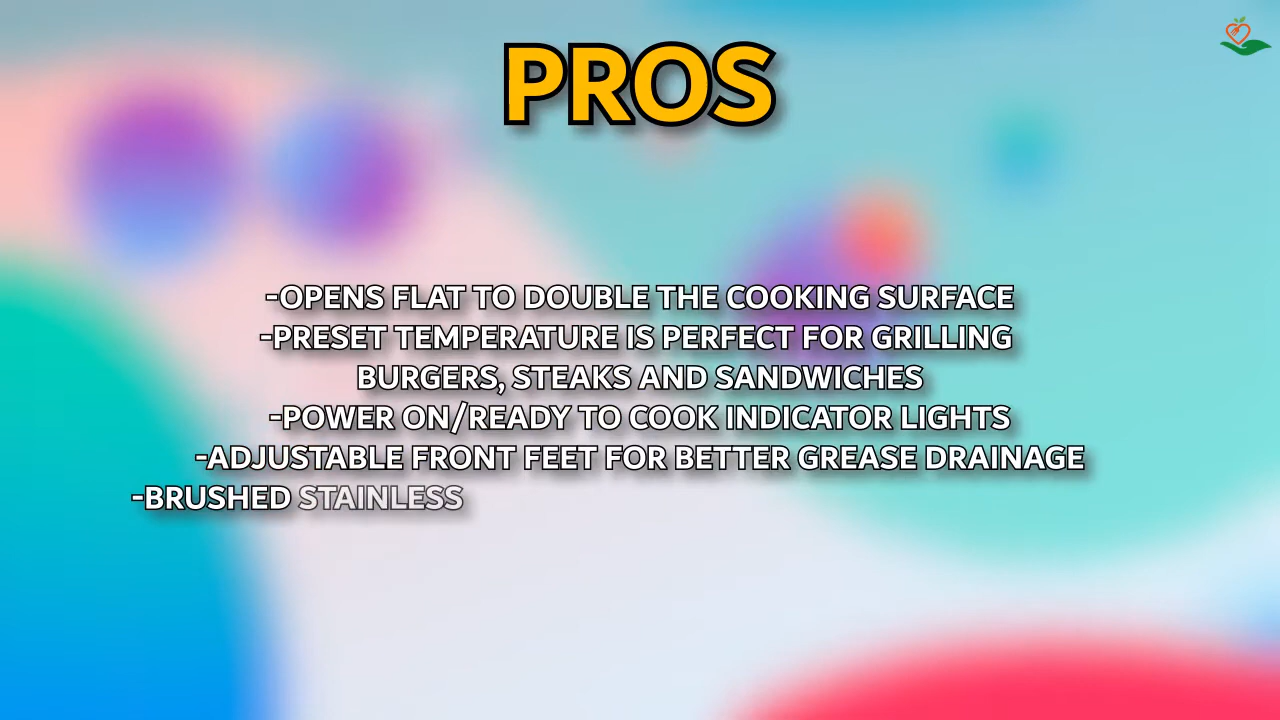 PROS
-OPENS FLAT TO DOUBLE THE COOKING SURFACE
-PRESET TEMPERATURE IS PERFECT FOR GRILLING
BURGERS, STEAKS AND SANDWICHES
-POWER ON/READY TO COOK INDICATOR LIGHTS
-ADJUSTABLE FRONT FEET FOR BETTER GREASE DRAINAGE
-BRUSHED STAINLESS